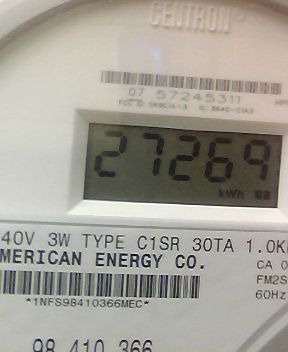 CENTRON
07 57245311
27269
kWh
40V 3W TYPE C1SR 30TA 1.0K
MERICAN ENERGY CO.
CA 0
FM2S
60Hz
*1NFS98410366MEC*
98 410 366